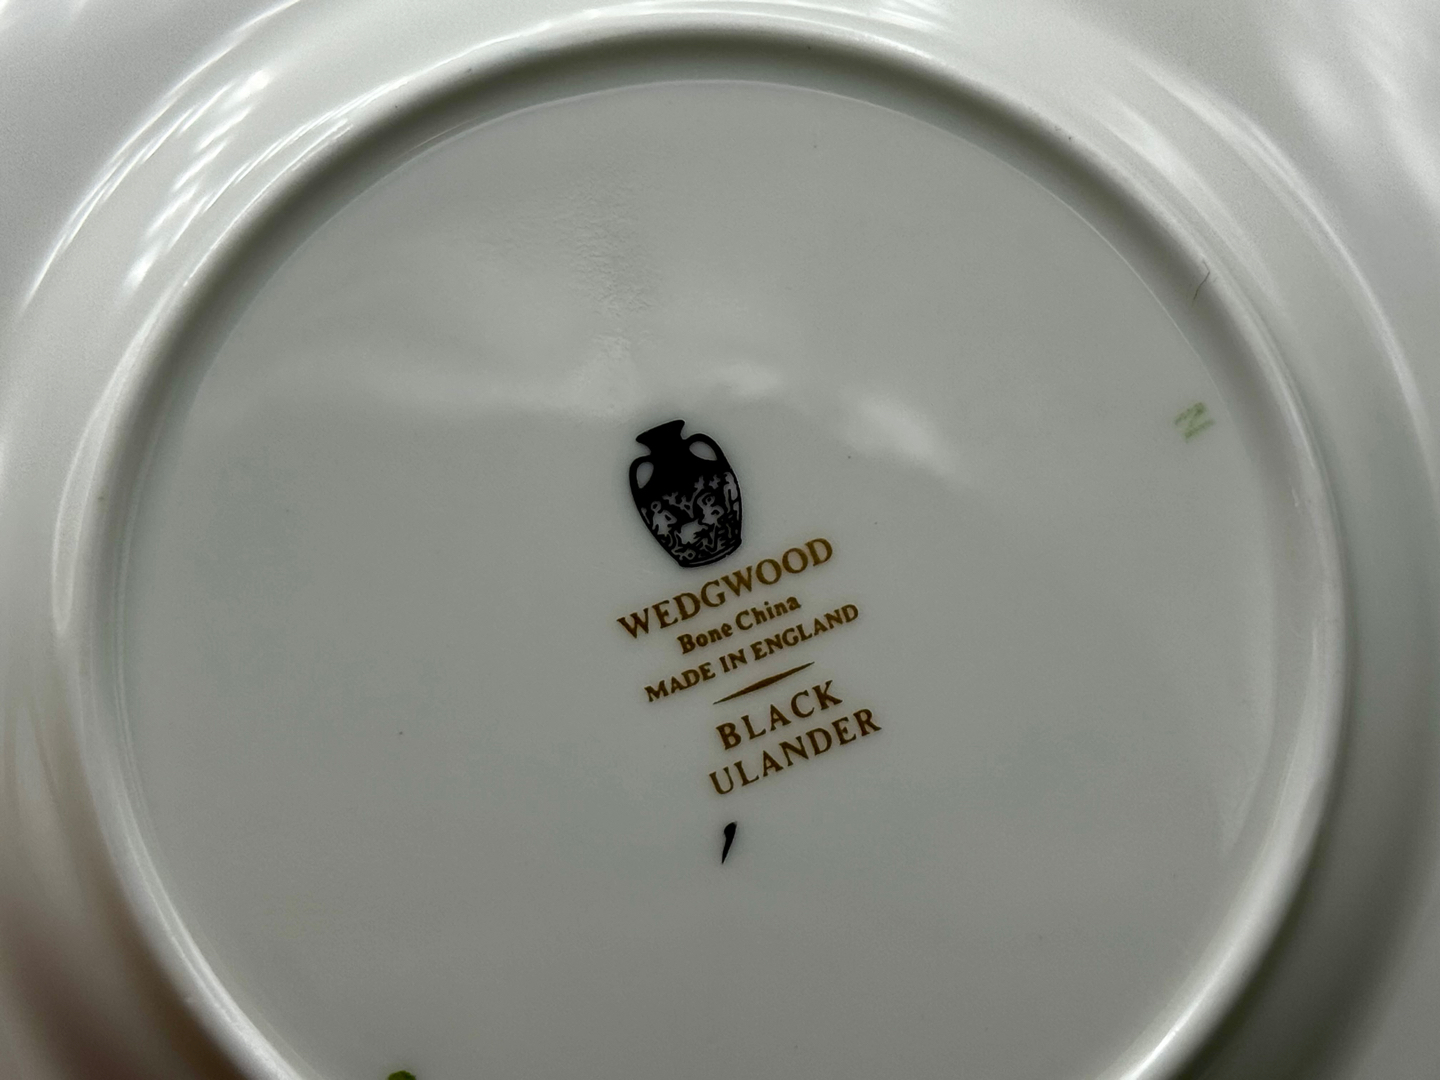 WEDGWOOD
Bone China
MADE IN ENGLAND
BLACK
ULANDER